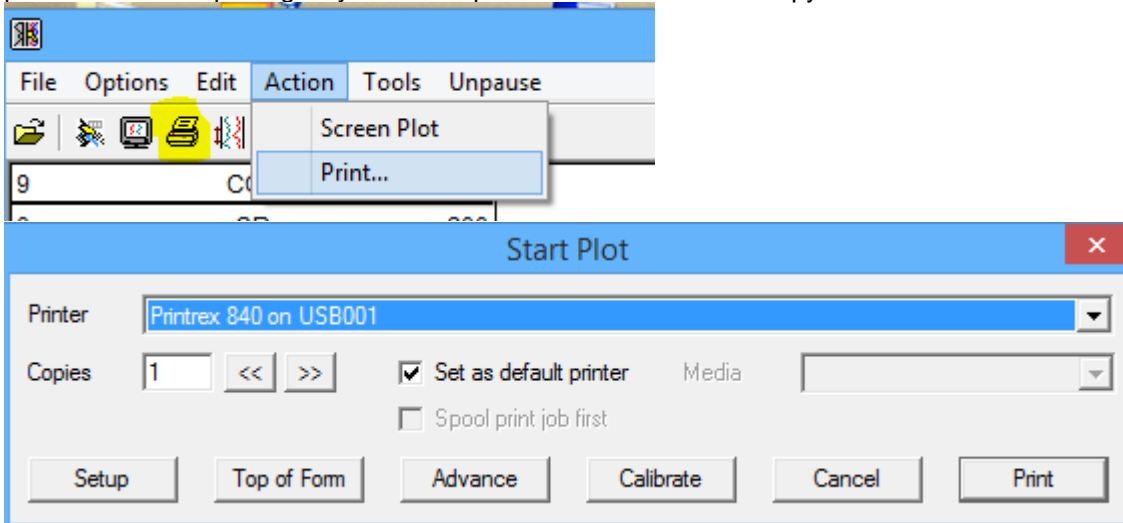 File Options Edit Action Tools Unpause
Screen Plot
Print...
9
Start Plot
Printer Printrex 840 on USB001
Copies 1 << >> Set as default printer Media
Spool print job first
Setup Top of Form Advance Calibrate Cancel Print